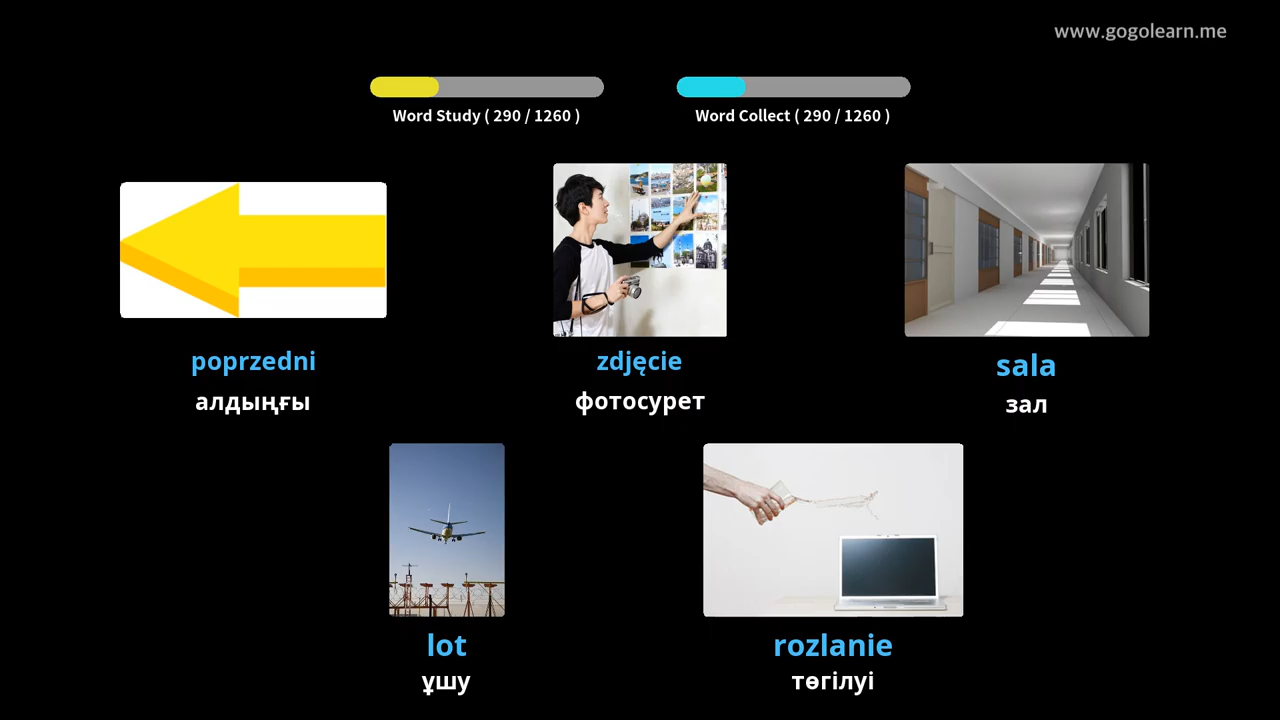 www.gogolearn.me
Word Study ( 290 / 1260 )
Word Collect ( 290 / 1260 )
poprzedni
алдыңғы
zdjęcie
фотосурет
sala
зал
lot
ұшу
rozlanie
төгілуі